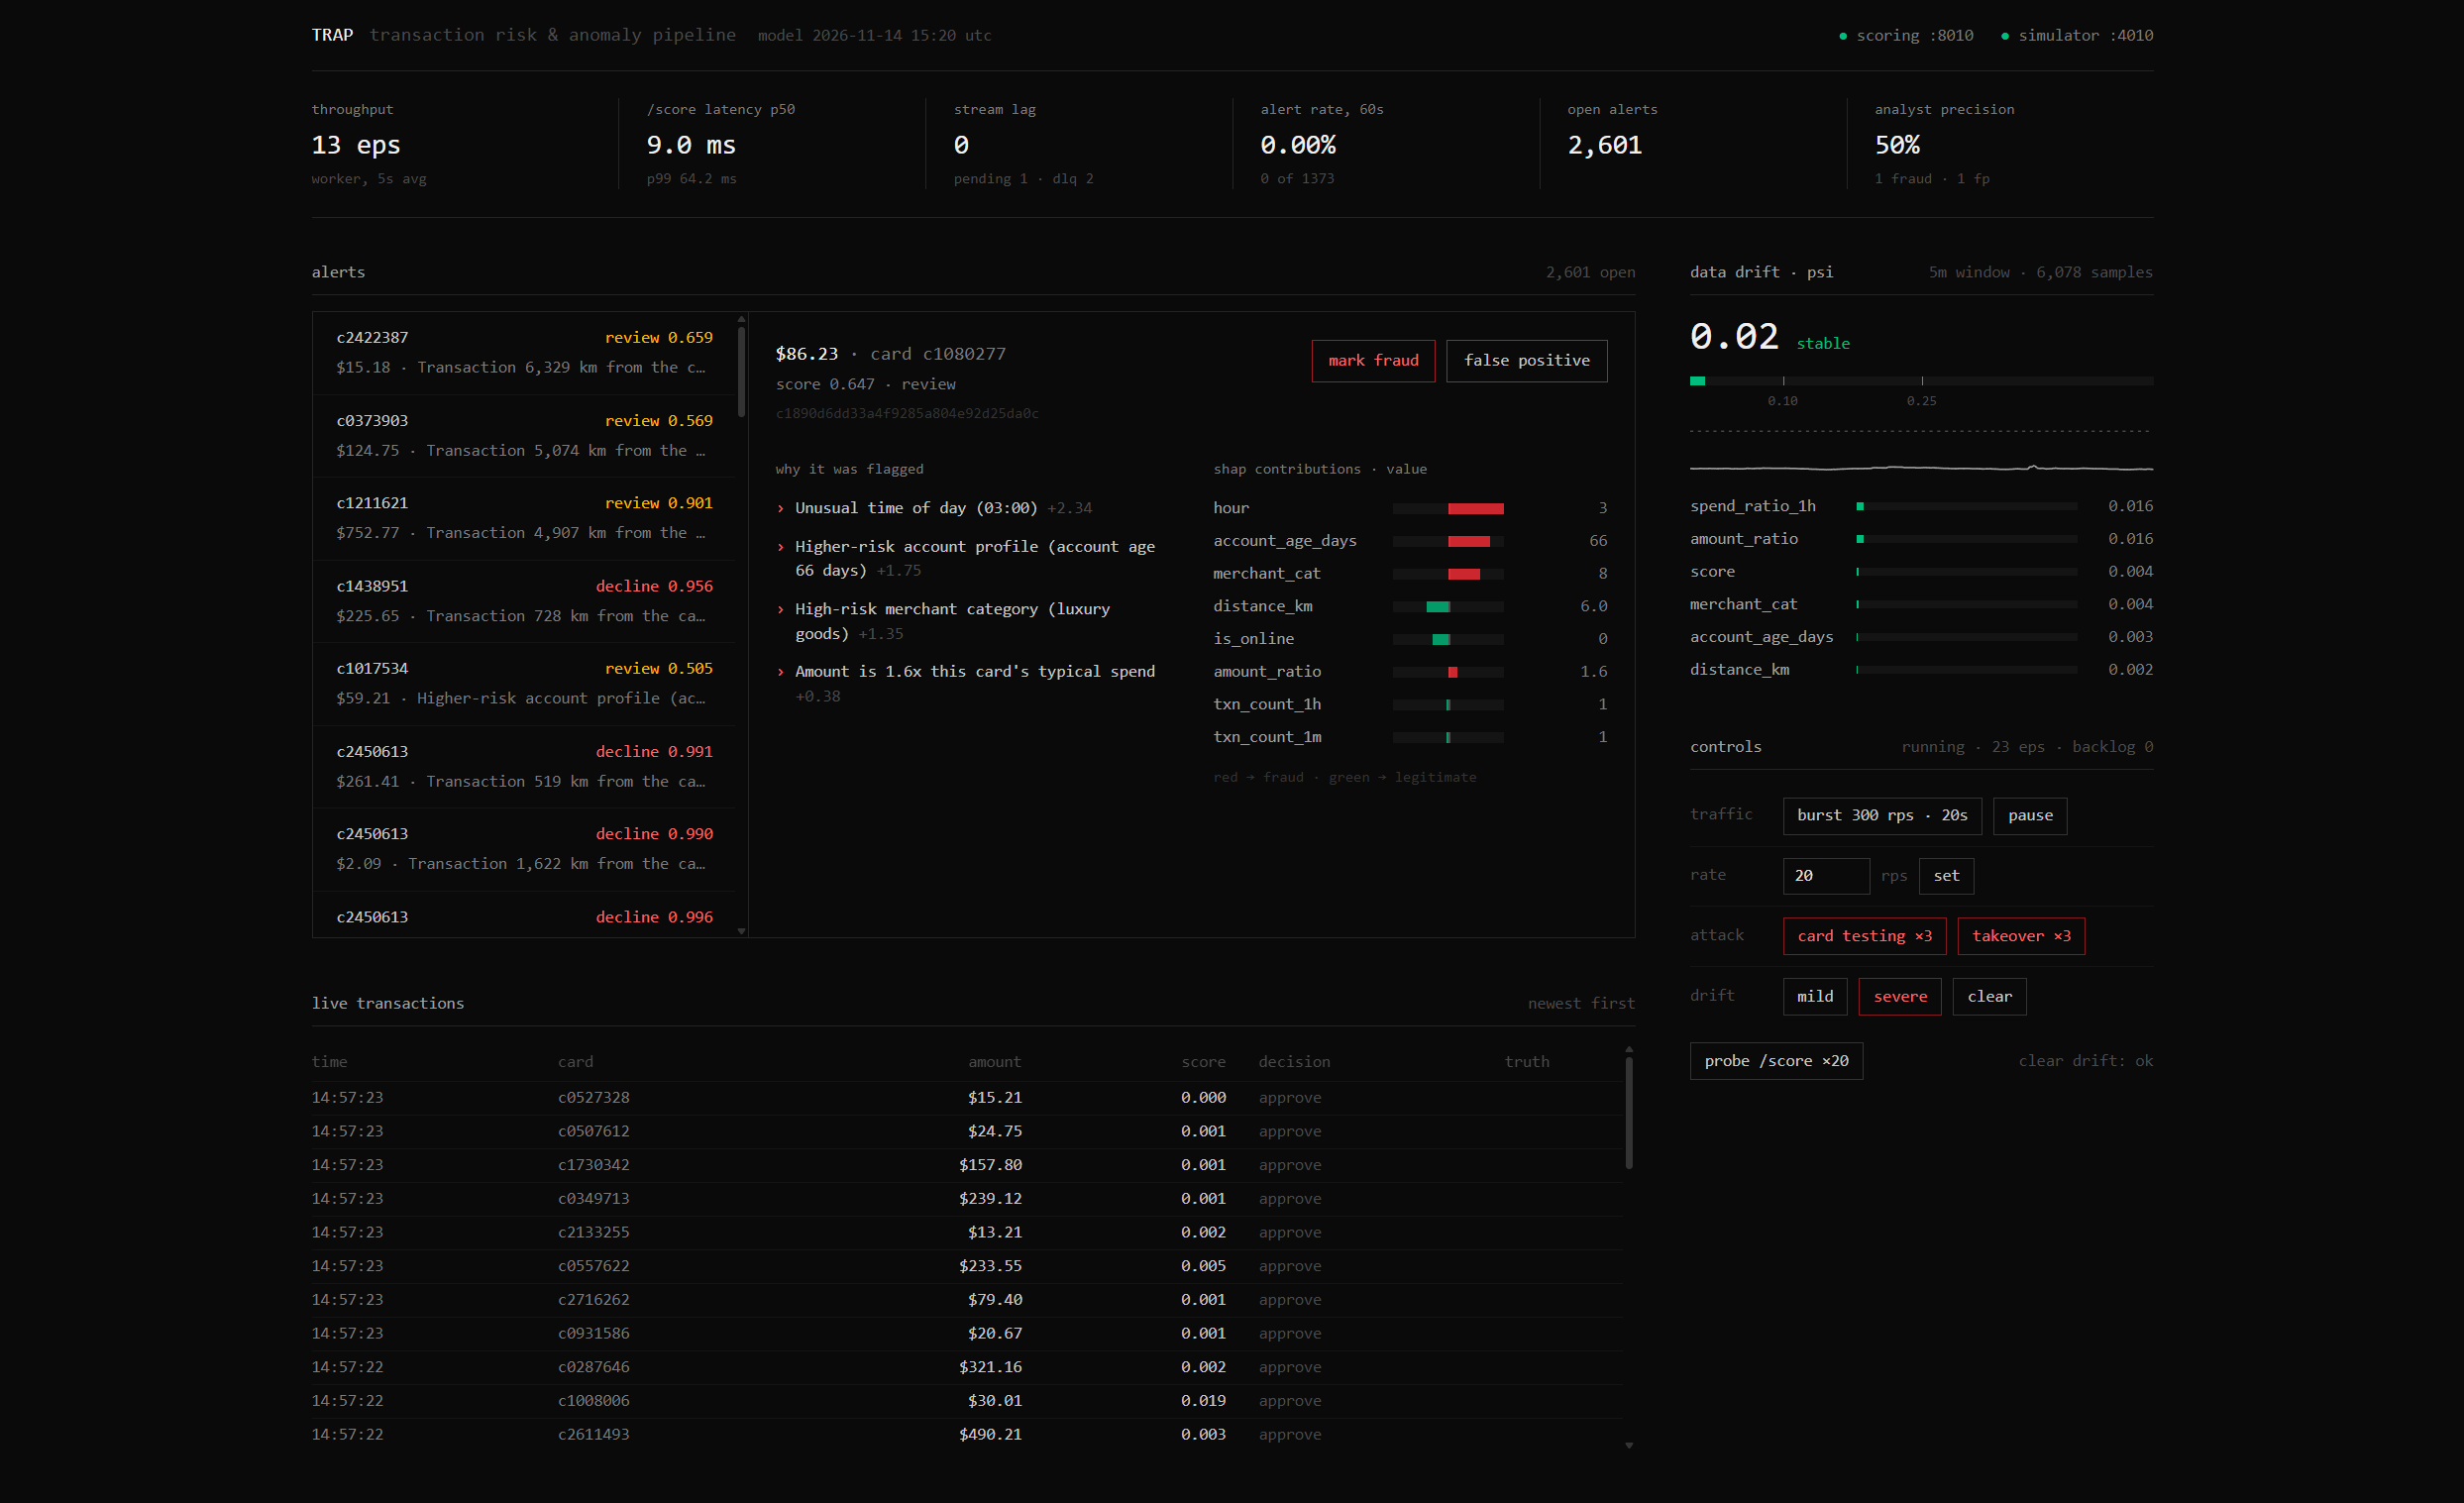 TRAP transaction risk & anomaly pipeline model 2026-11-14 15:20 utc
scoring :8010 simulator :4010
throughput
13 eps
worker, 5s avg
/score latency p50
9.0 ms
p99 64.2 ms
stream lag
0
pending 1 · dlq 2
alert rate, 60s
0.00%
0 of 1373
open alerts
2,601
analyst precision
50%
1 fraud · 1 fp
alerts 2,601 open
c2422387 review 0.659
$15.18 · Transaction 6,329 km from the c…
c0373903 review 0.569
$124.75 · Transaction 5,074 km from the …
c1211621 review 0.901
$752.77 · Transaction 4,907 km from the …
c1438951 decline 0.956
$225.65 · Transaction 728 km from the ca…
c1017534 review 0.505
$59.21 · Higher-risk account profile (ac…
c2450613 decline 0.991
$261.41 · Transaction 519 km from the ca…
c2450613 decline 0.990
$2.09 · Transaction 1,622 km from the ca…
c2450613 decline 0.996
$86.23 · card c1080277
score 0.647 · review
c1890d6dd33a4f9285a804e92d25da0c
mark fraud false positive
why it was flagged
› Unusual time of day (03:00) +2.34
› Higher-risk account profile (account age
66 days) +1.75
› High-risk merchant category (luxury
goods) +1.35
› Amount is 1.6x this card's typical spend
+0.38
shap contributions · value
hour 3
account_age_days 66
merchant_cat 8
distance_km 6.0
is_online 0
amount_ratio 1.6
txn_count_1h 1
txn_count_1m 1
red → fraud · green → legitimate
data drift · psi 5m window · 6,078 samples
0.02 stable
0.10 0.25
spend_ratio_1h 0.016
amount_ratio 0.016
score 0.004
merchant_cat 0.004
account_age_days 0.003
distance_km 0.002
controls running · 23 eps · backlog 0
traffic burst 300 rps · 20s pause
rate 20 rps set
attack card testing ×3 takeover ×3
drift mild severe clear
probe /score ×20 clear drift: ok
live transactions newest first
time card amount score decision truth
14:57:23 c0527328 $15.21 0.000 approve
14:57:23 c0507612 $24.75 0.001 approve
14:57:23 c1730342 $157.80 0.001 approve
14:57:23 c0349713 $239.12 0.001 approve
14:57:23 c2133255 $13.21 0.002 approve
14:57:23 c0557622 $233.55 0.005 approve
14:57:23 c2716262 $79.40 0.001 approve
14:57:23 c0931586 $20.67 0.001 approve
14:57:22 c0287646 $321.16 0.002 approve
14:57:22 c1008006 $30.01 0.019 approve
14:57:22 c2611493 $490.21 0.003 approve